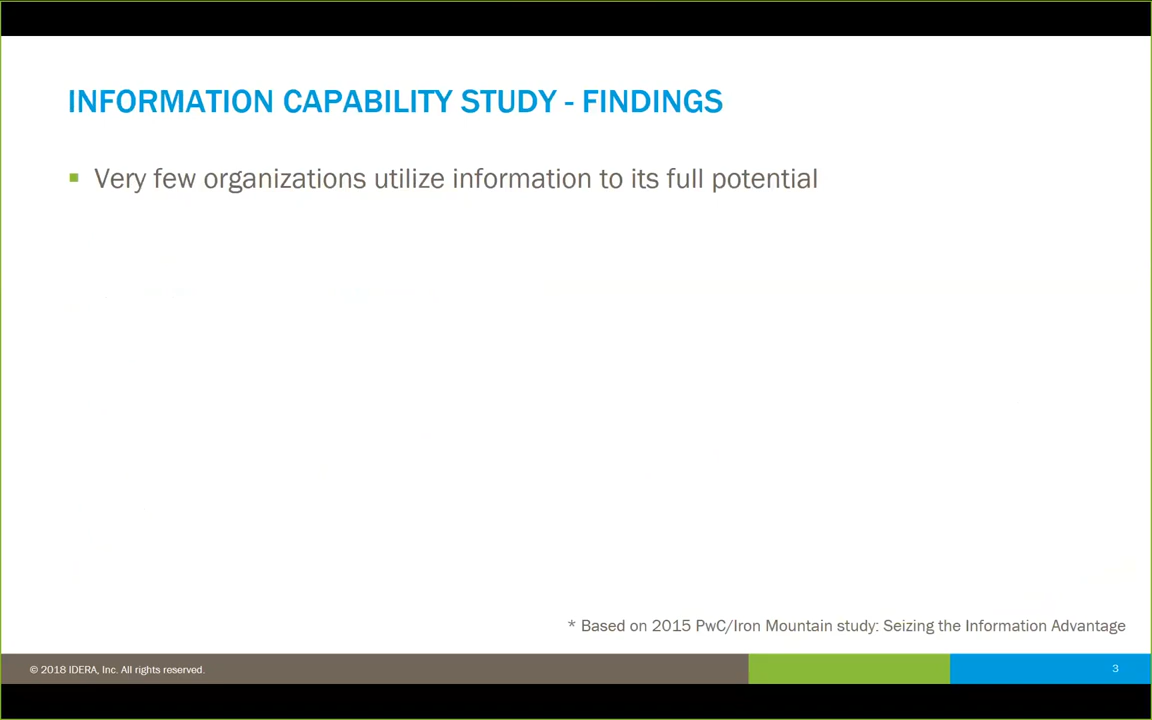 INFORMATION CAPABILITY STUDY - FINDINGS
Very few organizations utilize information to its full potential
* Based on 2015 PwC/Iron Mountain study: Seizing the Information Advantage
© 2018 IDERA, Inc. All rights reserved.
3